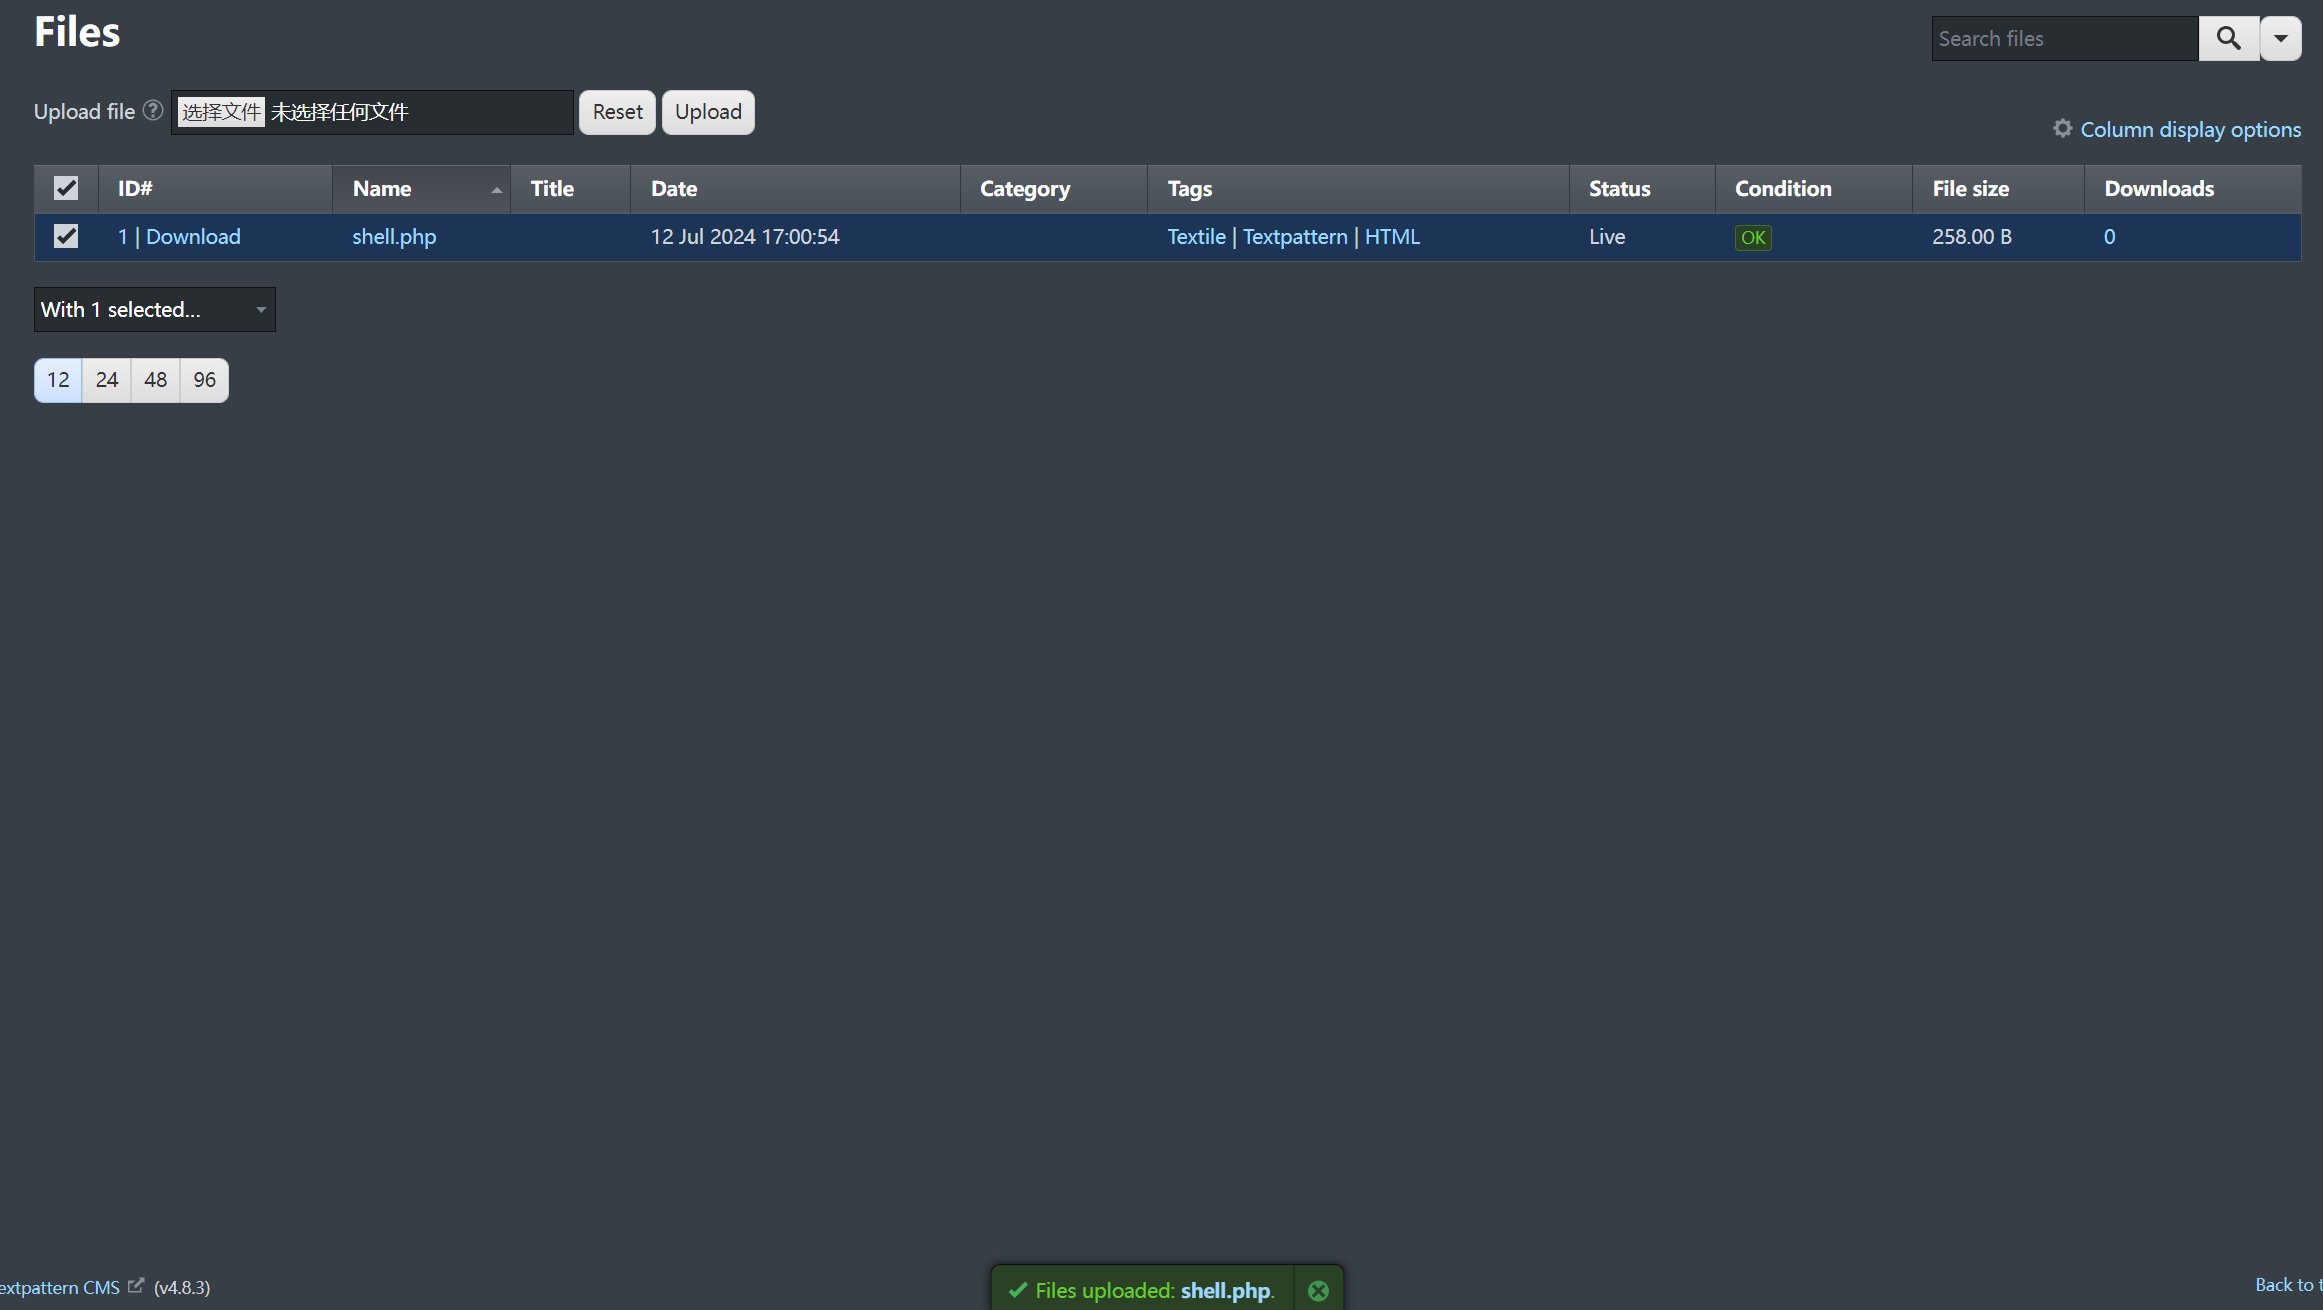 Files
Search files
Upload file 选择文件 未选择任何文件 Reset Upload
Column display options
ID# Name Title Date Category Tags Status Condition File size Downloads
1 | Download shell.php 12 Jul 2024 17:00:54 Textile | Textpattern | HTML Live OK 258.00 B 0
With 1 selected...
12 24 48 96
extpattern CMS (v4.8.3)
Files uploaded: shell.php.
Back to t